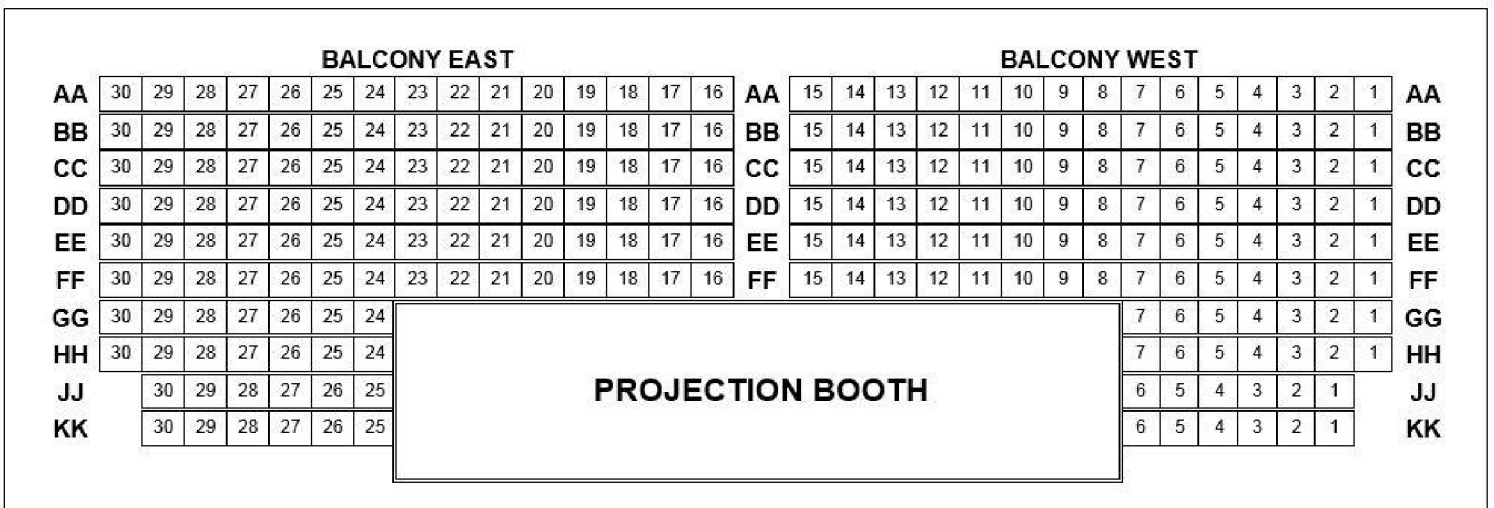 BALCONY EAST BALCONY WEST
AA 30 29 28 27 26 25 24 23 22 21 20 19 18 17 16 AA 15 14 13 12 11 10 9 8 7 6 5 4 3 2 1 AA
BB 30 29 28 27 26 25 24 23 22 21 20 19 18 17 16 BB 15 14 13 12 11 10 9 8 7 6 5 4 3 2 1 BB
CC 30 29 28 27 26 25 24 23 22 21 20 19 18 17 16 CC 15 14 13 12 11 10 9 8 7 6 5 4 3 2 1 CC
DD 30 29 28 27 26 25 24 23 22 21 20 19 18 17 16 DD 15 14 13 12 11 10 9 8 7 6 5 4 3 2 1 DD
EE 30 29 28 27 26 25 24 23 22 21 20 19 18 17 16 EE 15 14 13 12 11 10 9 8 7 6 5 4 3 2 1 EE
FF 30 29 28 27 26 25 24 23 22 21 20 19 18 17 16 FF 15 14 13 12 11 10 9 8 7 6 5 4 3 2 1 FF
GG 30 29 28 27 26 25 24 7 6 5 4 3 2 1 GG
HH 30 29 28 27 26 25 24 7 6 5 4 3 2 1 HH
JJ 30 29 28 27 26 25 PROJECTION BOOTH 6 5 4 3 2 1 JJ
KK 30 29 28 27 26 25 6 5 4 3 2 1 KK